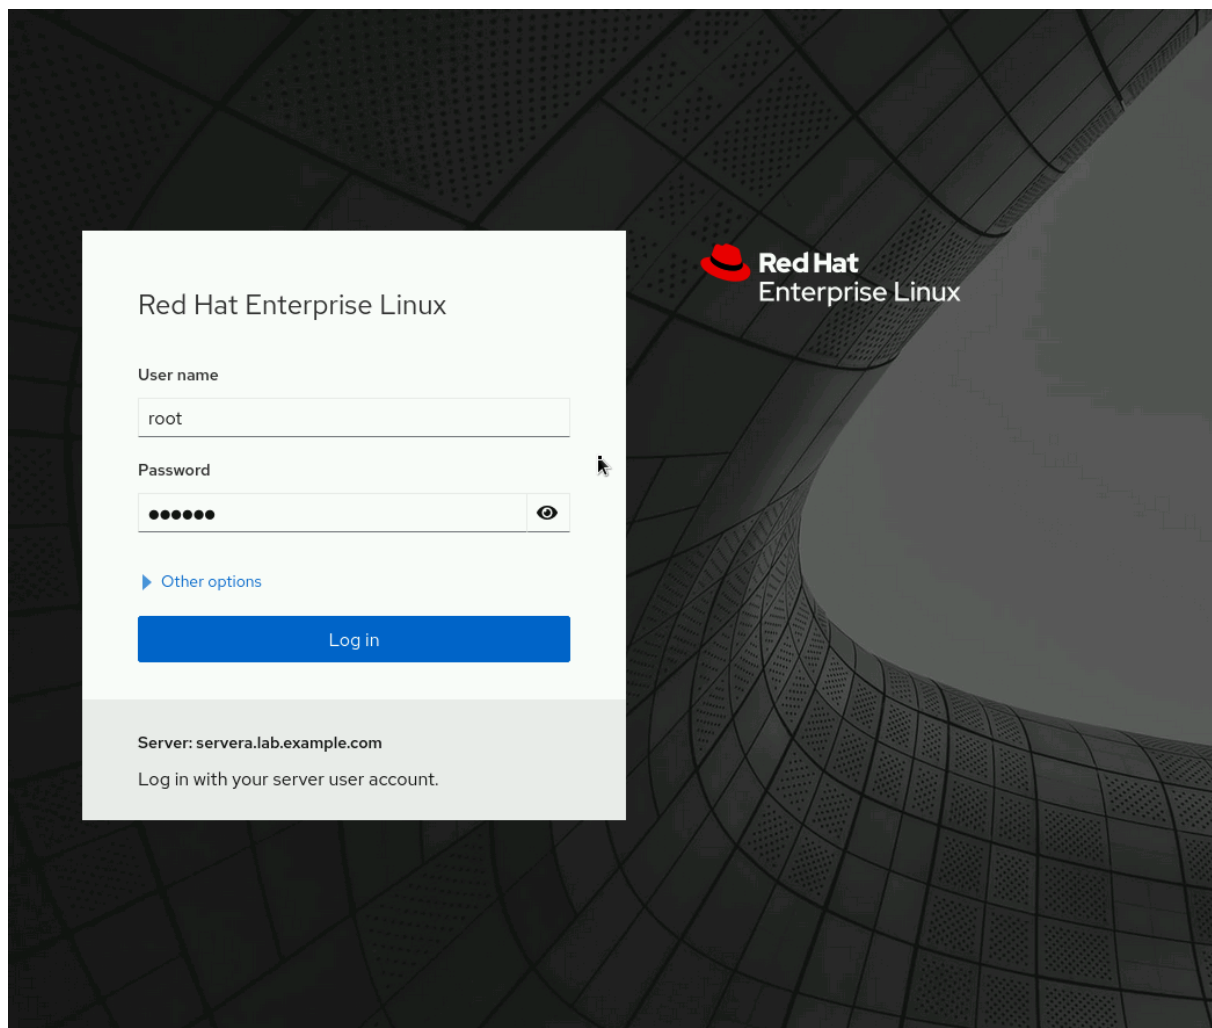 Red Hat
Enterprise Linux
Red Hat Enterprise Linux
User name
root
Password
●●●●●●
Other options
Log in
Server: servera.lab.example.com
Log in with your server user account.